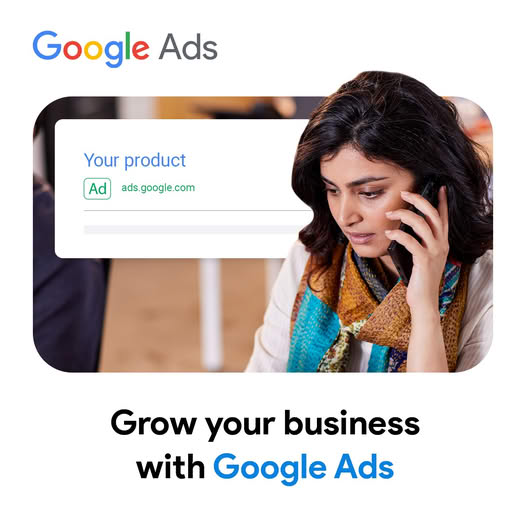 Google Ads
Your product
Ad ads.google.com
Grow your business
with Google Ads